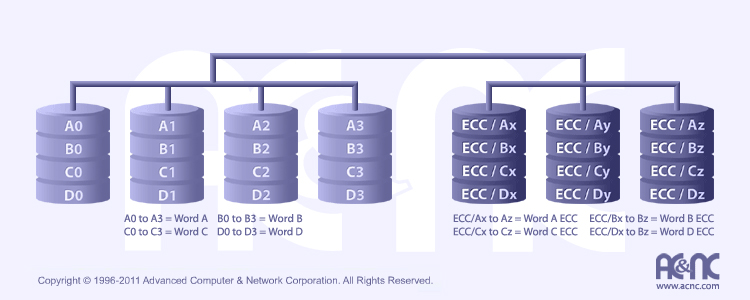 A0 A1 A2 A3 ECC / Ax ECC / Ay ECC / Az
B0 B1 B2 B3 ECC / Bx ECC / By ECC / Bz
C0 C1 C2 C3 ECC / Cx ECC / Cy ECC / Cz
D0 D1 D2 D3 ECC / Dx ECC / Dy ECC / Dz
A0 to A3 = Word A B0 to B3 = Word B ECC/Ax to Az = Word A ECC ECC/Bx to Bz = Word B ECC
C0 to C3 = Word C D0 to D3 = Word D ECC/Cx to Cz = Word C ECC ECC/Dx to Bz = Word D ECC
AC&NC
Copyright © 1996-2011 Advanced Computer & Network Corporation. All Rights Reserved.
www.acnc.com